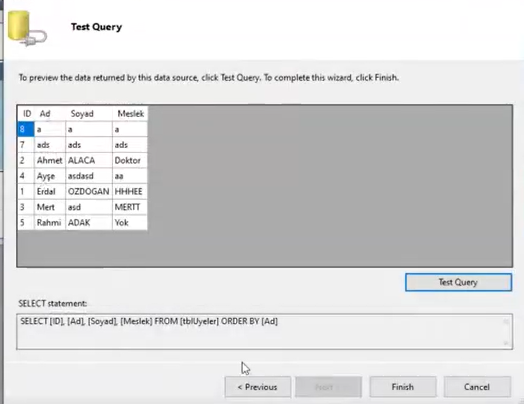 Test Query
To preview the data returned by this data source, click Test Query. To complete this wizard, click Finish.
ID Ad Soyad Meslek
8 a a a
7 ads ads ads
2 Ahmet ALACA Doktor
4 Ayşe asdasd aa
1 Erdal OZDOGAN HHHEE
3 Mert asd MERTT
5 Rahmi ADAK Yok
Test Query
SELECT statement:
SELECT [ID], [Ad], [Soyad], [Meslek] FROM [tblUyeler] ORDER BY [Ad]
< Previous Finish Cancel